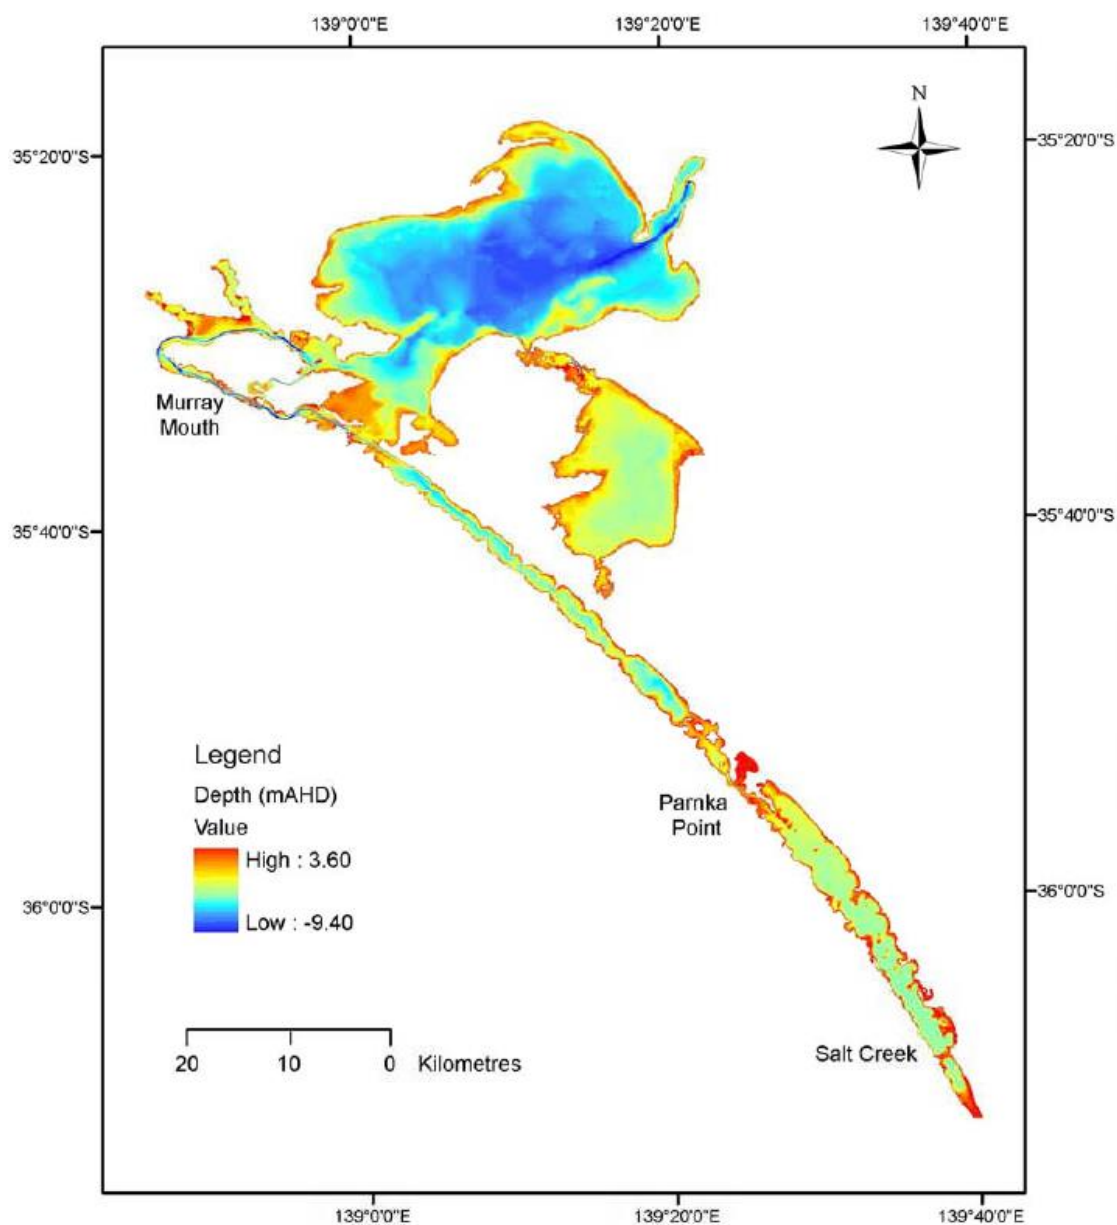 139°0'0"E 139°20'0"E 139°40'0"E
N
35°20'0"S
35°20'0"S
Murray
Mouth
35°40'0"S
35°40'0"S
Legend
Depth (mAHD)
Value
High : 3.60
Low : -9.40
Parnka
Point
36°0'0"S
36°0'0"S
Salt Creek
20 10 0 Kilometres
139°0'0"E 139°20'0"E 139°40'0"E